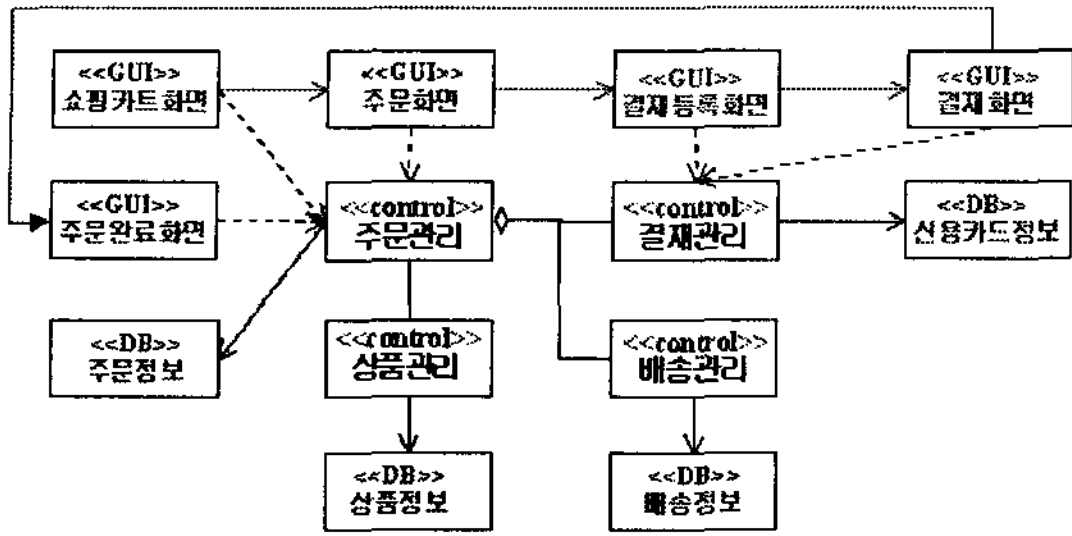 <<GUI>>
쇼핑카트화면
<<GUI>>
주문화면
<<GUI>>
결재등록화면
<<GUI>>
결재화면
<<GUI>>
주문완료화면
<<control>>
주문관리
<<control>>
결재관리
<<DB>>
신용카드정보
<<DB>>
주문정보
<<control>>
상품관리
<<control>>
배송관리
<<DB>>
상품정보
<<DB>>
배송정보